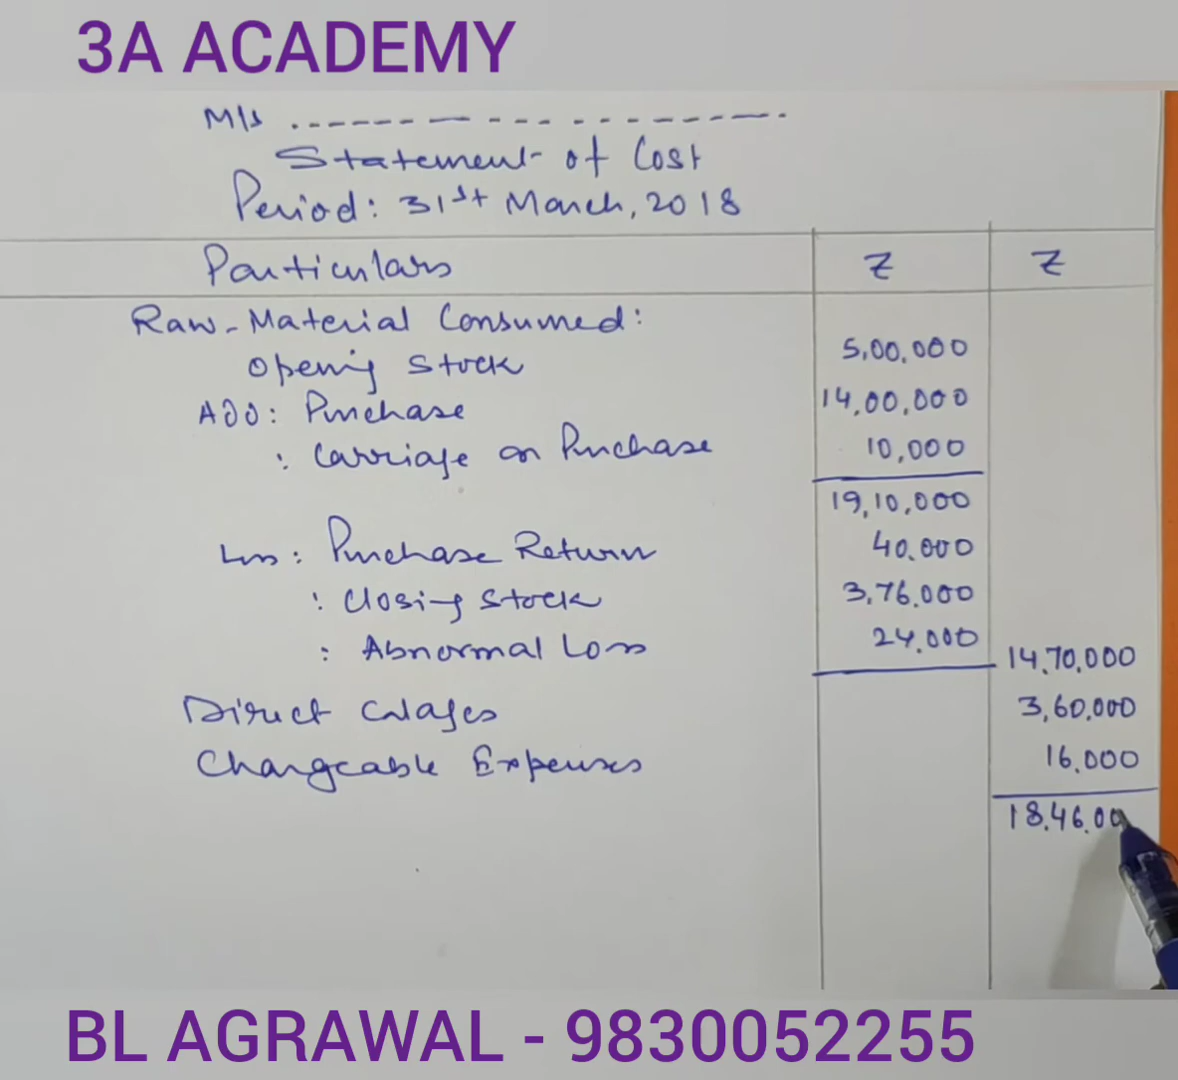 3A ACADEMY
M/s ..........................
Statement of Cost
Period: 31st March, 2018
Particulars ₹ ₹
Raw-Material Consumed:
Opening Stock 5,00,000
Add: Purchase 14,00,000
: Carriage on Purchase 10,000
19,10,000
Less: Purchase Return 40,000
: Closing Stock 3,76,000
: Abnormal Loss 24,000 14,70,000
Direct Wages 3,60,000
Chargeable Expenses 16,000
18,46,00
BL AGRAWAL - 9830052255